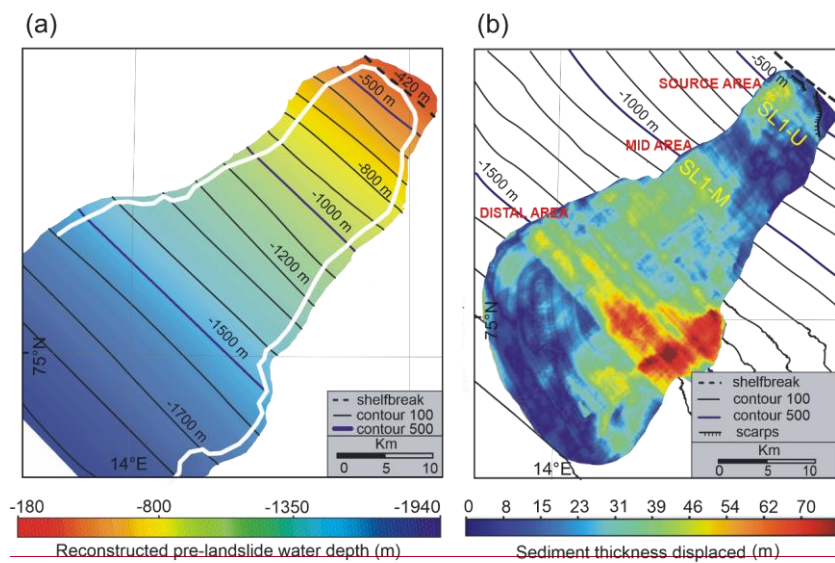 (a)
-420 m
-500 m
-800 m
-1000 m
-1200 m
-1500 m
-1700 m
75°N
14°E
shelfbreak
contour 100
contour 500
Km
0 5 10
-180 -800 -1350 -1940
Reconstructed pre-landslide water depth (m)
(b)
-500 m
SOURCE AREA
-1000 m
SL1-U
MID AREA
SL1-M
-1500 m
DISTAL AREA
75°N
14°E
shelfbreak
contour 100
contour 500
scarps
Km
0 5 10
0 8 15 23 31 39 46 54 62 70
Sediment thickness displaced (m)